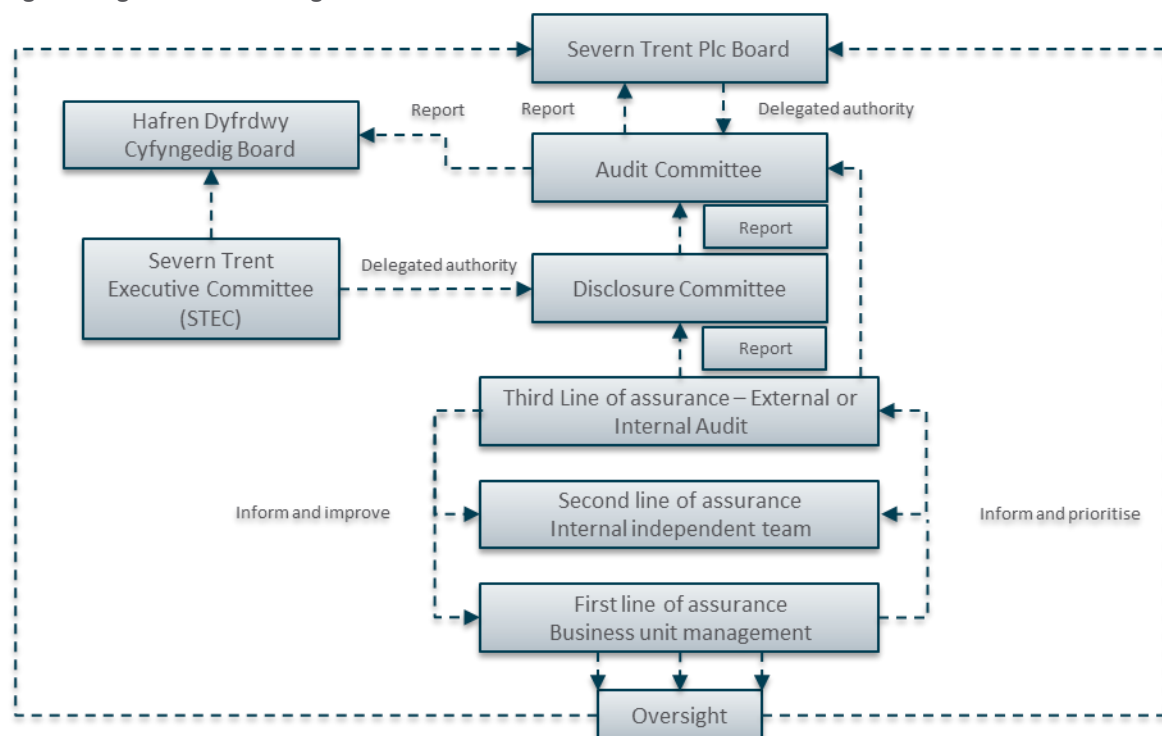 Severn Trent Plc Board
Report
Report
Delegated authority
Hafren Dyfrdwy
Cyfyngedig Board
Audit Committee
Report
Severn Trent
Executive Committee
(STEC)
Delegated authority
Disclosure Committee
Report
Third Line of assurance – External or
Internal Audit
Inform and improve
Second line of assurance
Internal independent team
Inform and prioritise
First line of assurance
Business unit management
Oversight